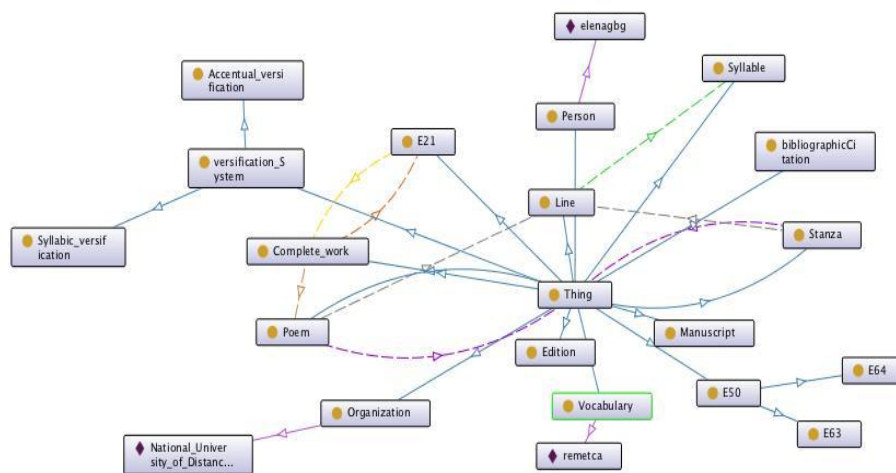 elenagbg
Syllable
Accentual_versi
fication
Person
E21
bibliographicCi
tation
versification_S
ystem
Line
Syllabic_versif
ication
Complete_work
Stanza
Thing
Poem
Manuscript
Edition
E64
E50
Organization
Vocabulary
E63
National_Univer
sity_of_Distanc...
remetca